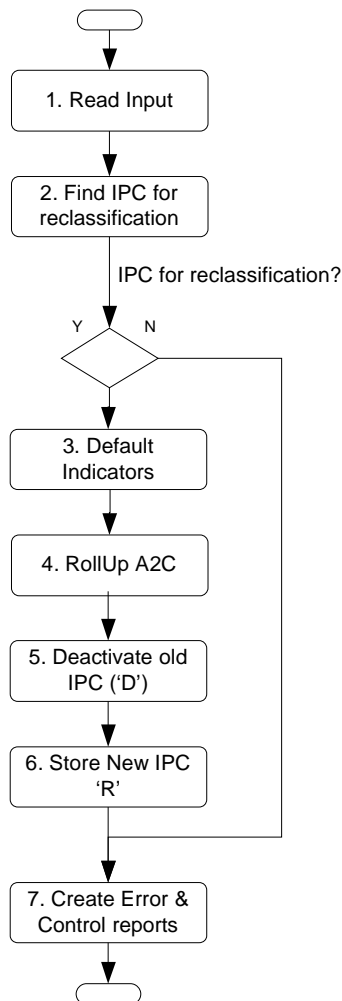 1. Read Input
2. Find IPC for
reclassification
IPC for reclassification?
Y
N
3. Default
Indicators
4. RollUp A2C
5. Deactivate old
IPC (‘D’)
6. Store New IPC
‘R’
7. Create Error &
Control reports